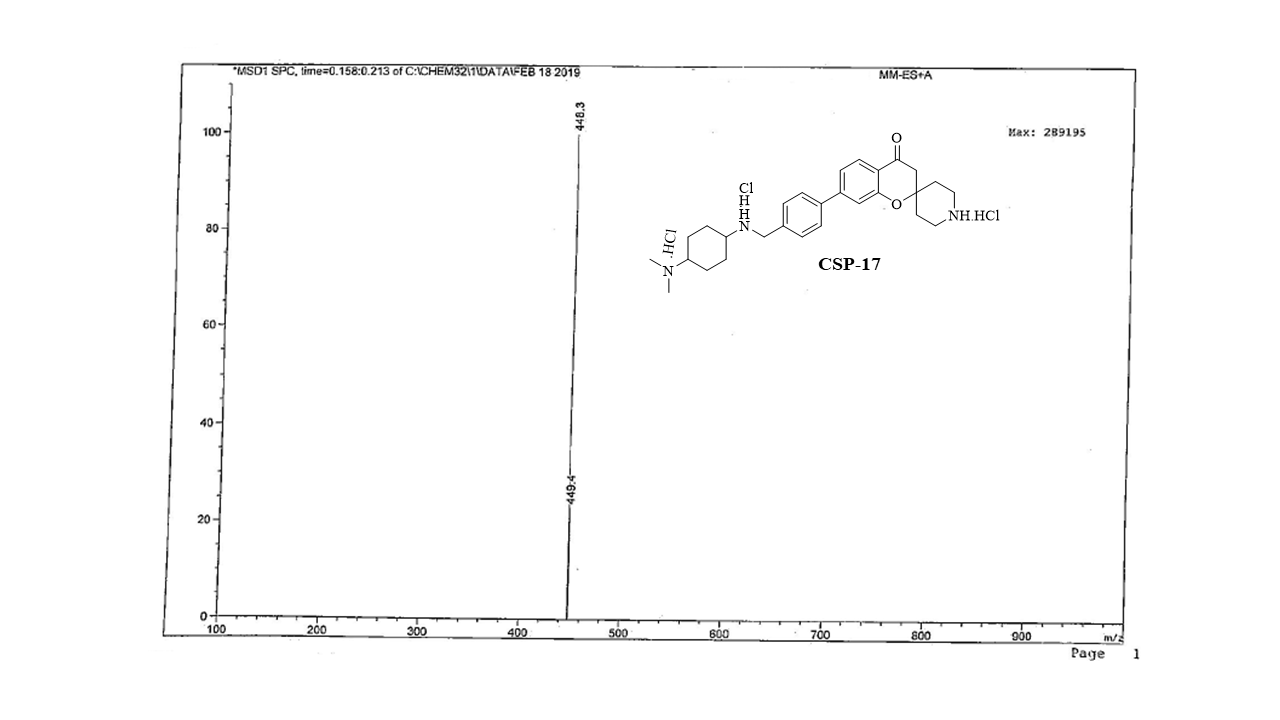 *MSD1 SPC, time=0.158:0.213 of C:\CHEM32\1\DATA\FEB 18 2019
MM-ES+A
448.3
100
Max: 289195
O
Cl
H
H
N
O
NH.HCl
.HCl
N
CSP-17
80
60
40
449.4
20
0
100 200 300 400 500 600 700 800 900 m/z
Page 1